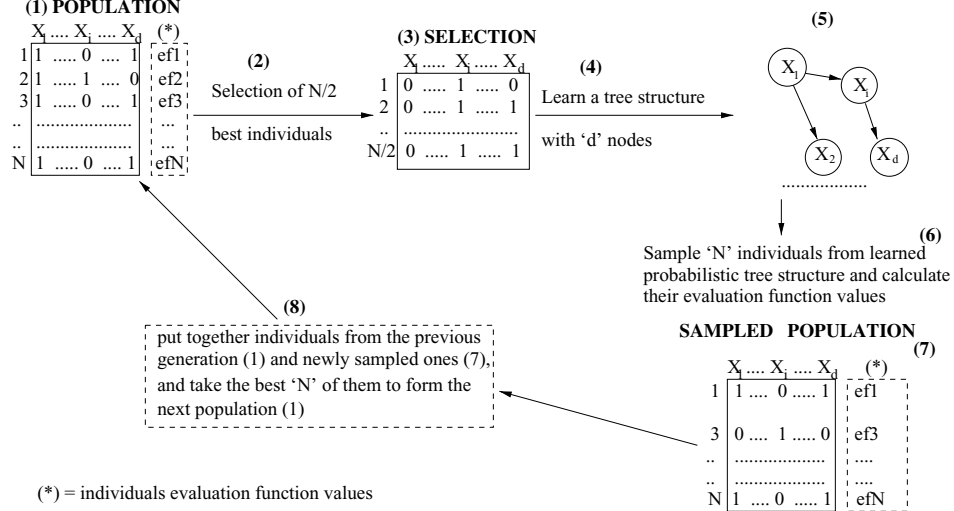 (1) POPULATION
X1 .... Xi .... Xd (*)
1 1 ..... 0 .... 1 ef1
2 1 .... 1 .... 0 ef2
3 1 .... 0 .... 1 ef3
.. ...................... ...
.. ...................... ...
N 1 ..... 0 .... 1 efN
(2)
Selection of N/2
best individuals
(3) SELECTION
X1 ..... Xi ..... Xd
1 0 ..... 1 ..... 0
2 0 ..... 1 ..... 1
.. ..........................
N/2 0 ..... 1 ..... 1
(4)
Learn a tree structure
with ‘d’ nodes
(5)
X1
Xi
X2
Xd
...................
(6)
Sample ‘N’ individuals from learned
probabilistic tree structure and calculate
their evaluation function values
(8)
put together individuals from the previous
generation (1) and newly sampled ones (7),
and take the best ‘N’ of them to form the
next population (1)
SAMPLED POPULATION
(7)
X1 .... Xi .... Xd (*)
1 1 .... 0 ..... 1 ef1
3 0 .... 1 ..... 0 ef3
.. ..................... ....
.. ..................... ....
N 1 .... 0 ..... 1 efN
(*) = individuals evaluation function values